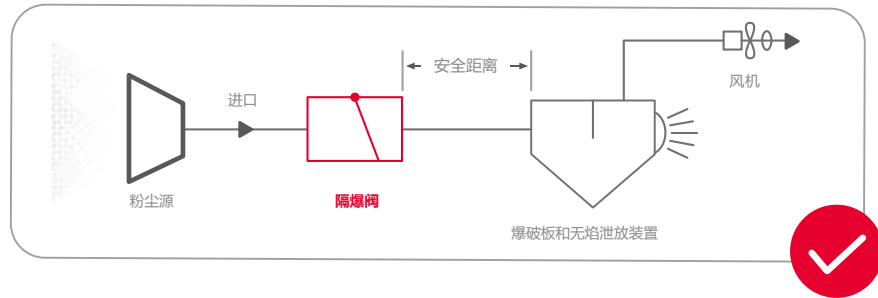 安全距离
风机
进口
粉尘源
隔爆阀
爆破板和无焰泄放装置